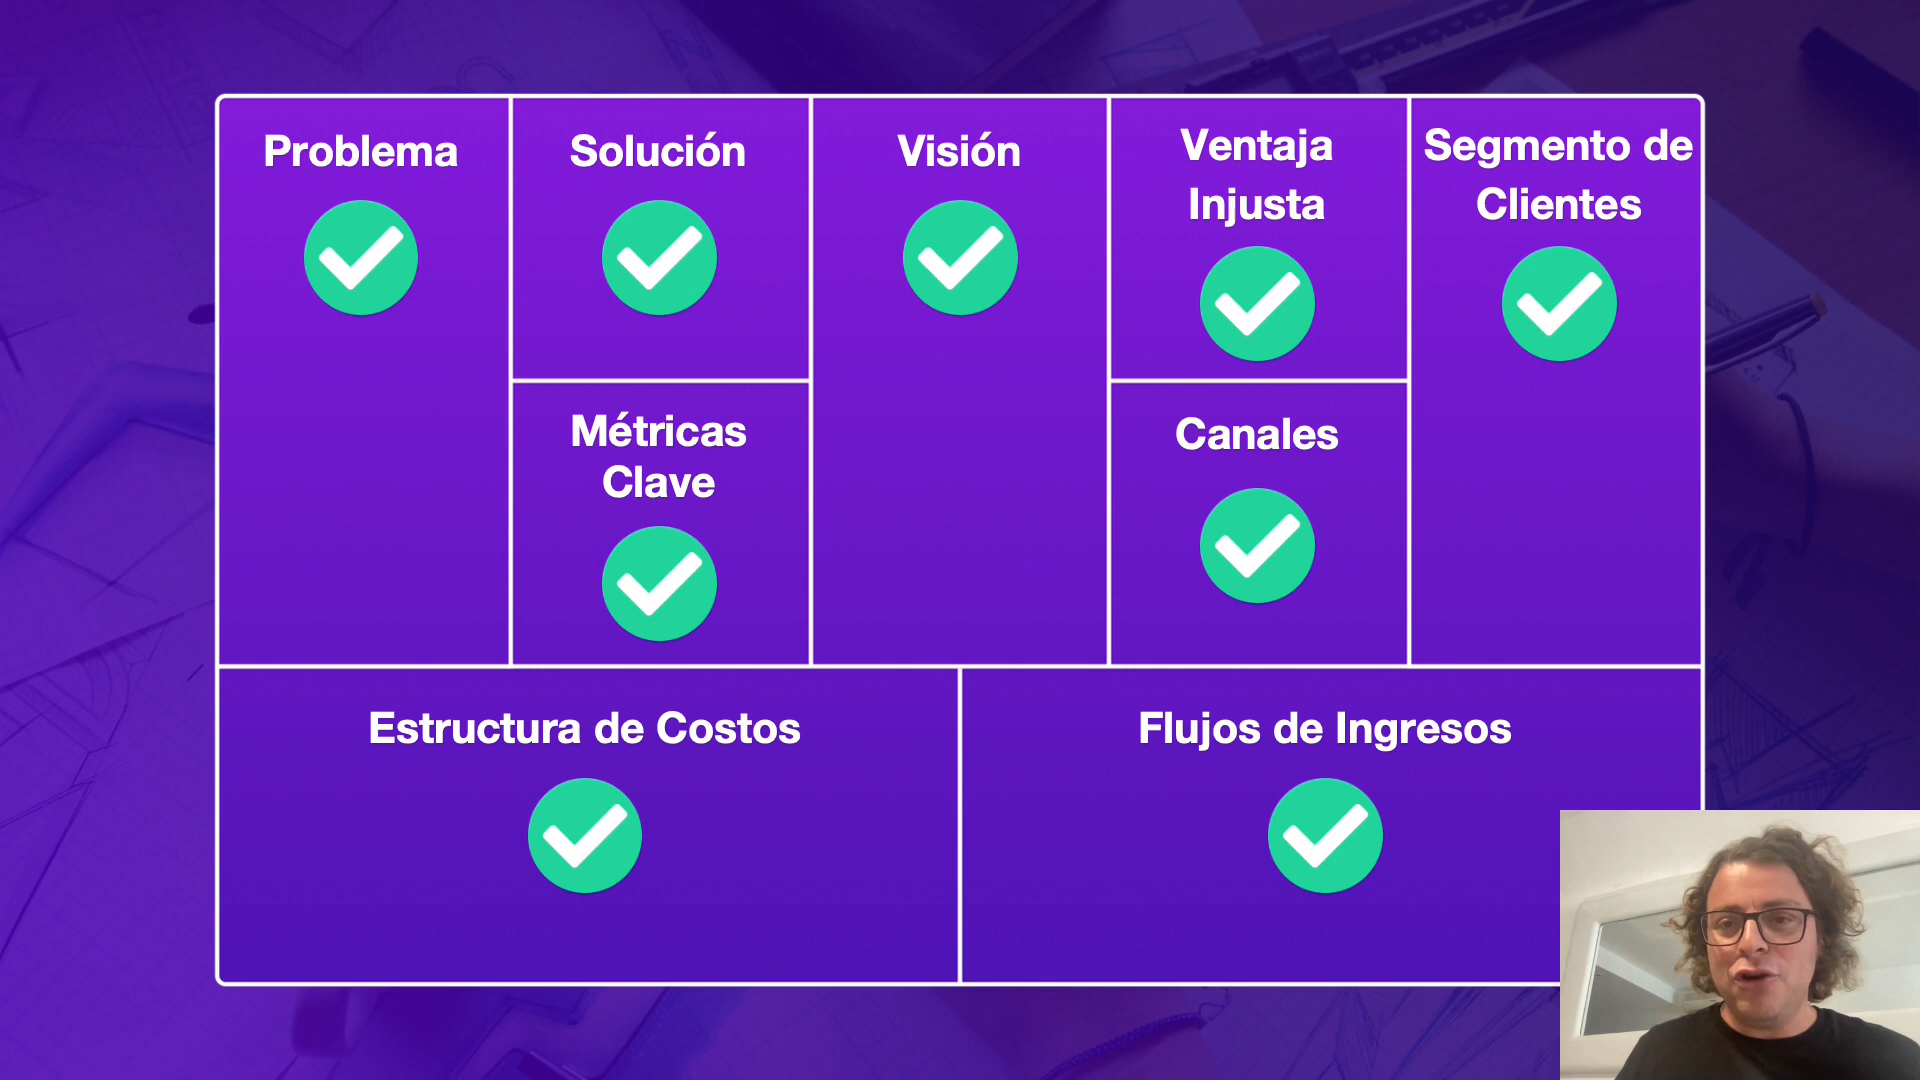 Problema
Solución
Visión
Ventaja
Injusta
Segmento de
Clientes
Métricas
Clave
Canales
Estructura de Costos
Flujos de Ingresos